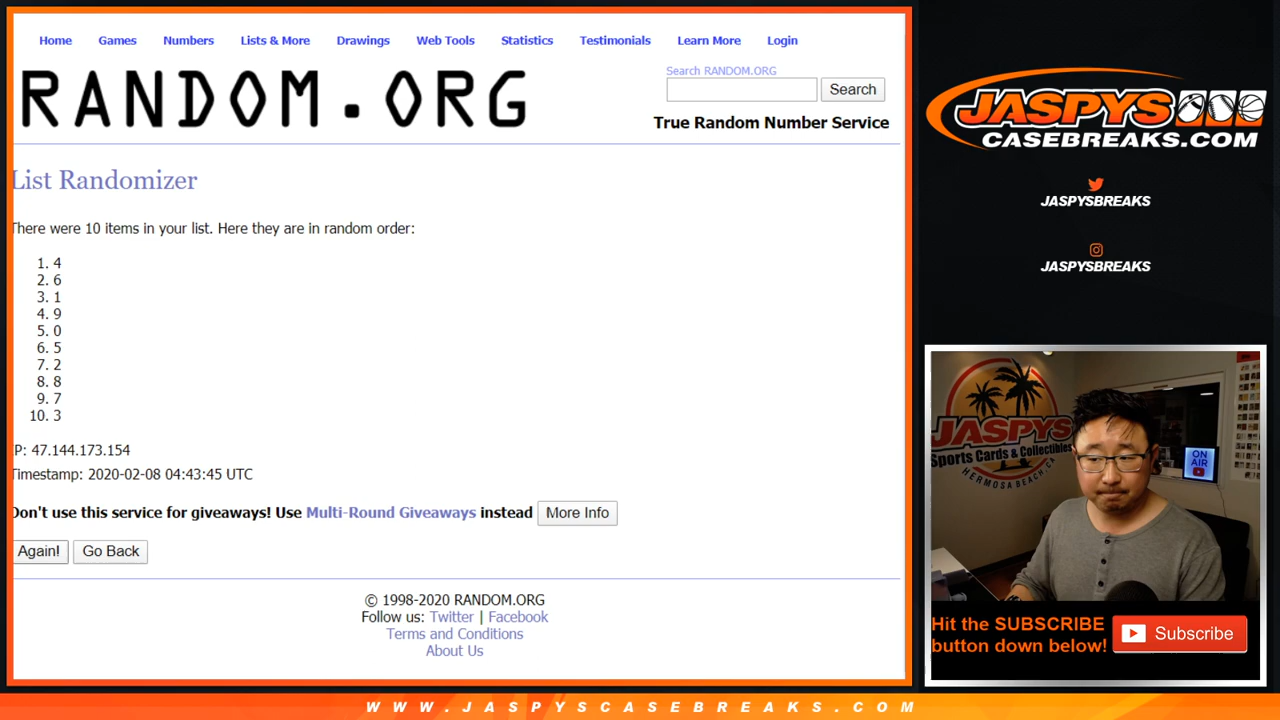 Home Games Numbers Lists & More Drawings Web Tools Statistics Testimonials Learn More Login
RANDOM.ORG
Search RANDOM.ORG
Search
True Random Number Service
List Randomizer
There were 10 items in your list. Here they are in random order:
1. 4
2. 6
3. 1
4. 9
5. 0
6. 5
7. 2
8. 8
9. 7
10. 3
IP: 47.144.173.154
Timestamp: 2020-02-08 04:43:45 UTC
Don't use this service for giveaways! Use Multi-Round Giveaways instead More Info
Again! Go Back
© 1998-2020 RANDOM.ORG
Follow us: Twitter | Facebook
Terms and Conditions
About Us
JASPYS
CASEBREAKS.COM
JASPYSBREAKS
JASPYSBREAKS
JASPYS
Sports Cards & Collectibles
HERMOSA BEACH, CA
ON
AIR
Hit the SUBSCRIBE
button down below!
Subscribe
WWW.JASPYSCASEBREAKS.COM